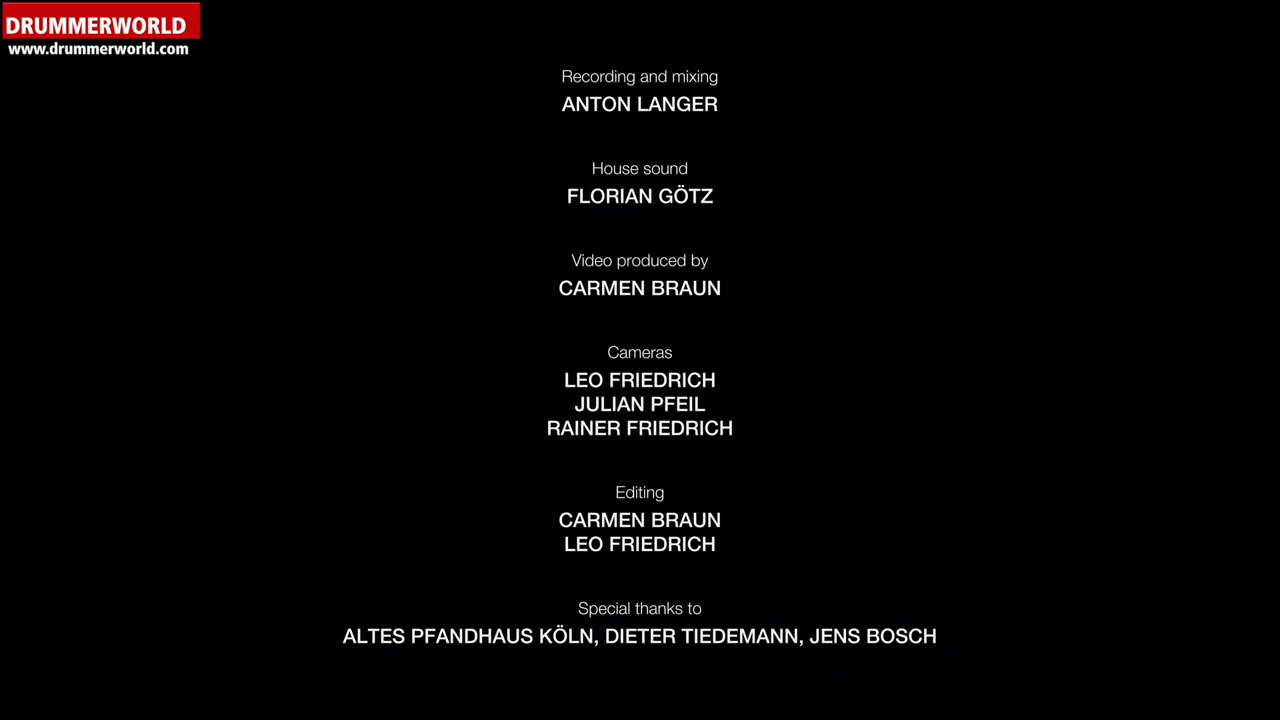 DRUMMERWORLD
www.drummerworld.com
Recording and mixing
ANTON LANGER
House sound
FLORIAN GÖTZ
Video produced by
CARMEN BRAUN
Cameras
LEO FRIEDRICH
JULIAN PFEIL
RAINER FRIEDRICH
Editing
CARMEN BRAUN
LEO FRIEDRICH
Special thanks to
ALTES PFANDHAUS KÖLN, DIETER TIEDEMANN, JENS BOSCH